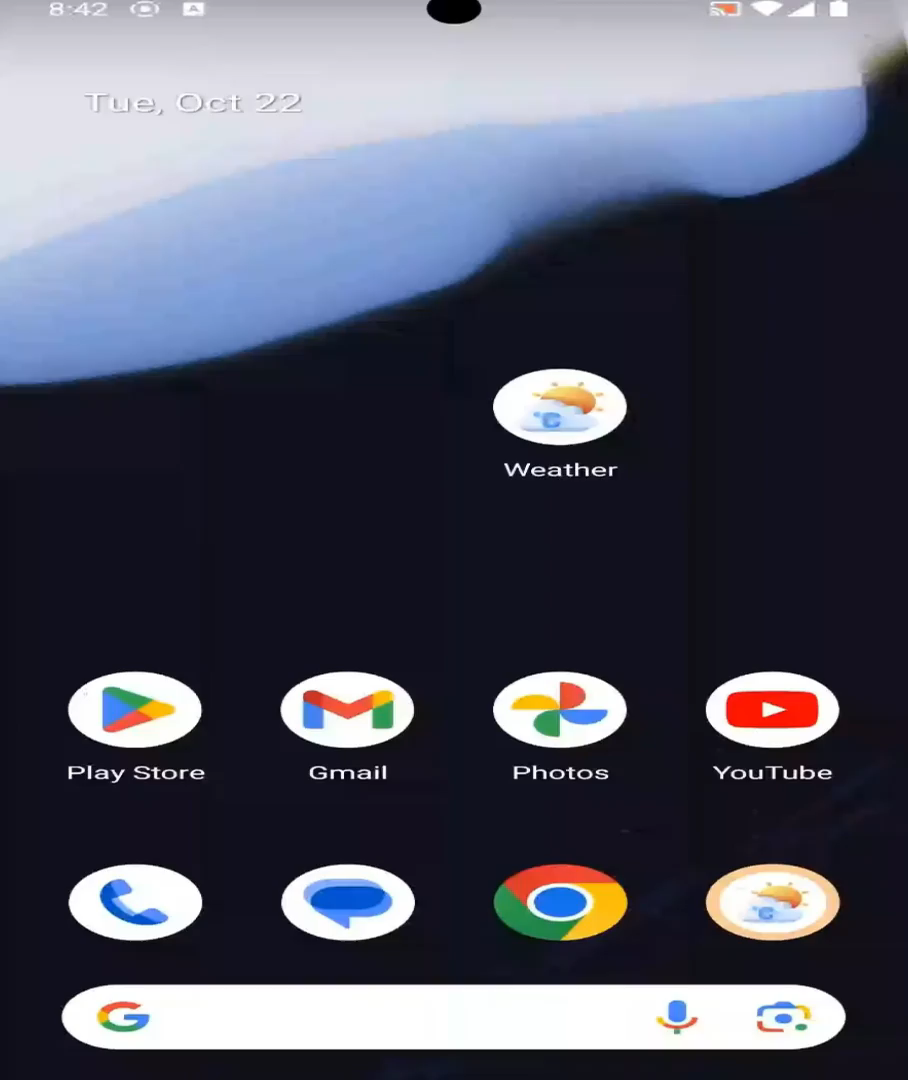 8:42
A
Tue, Oct 22
°C
Weather
Play Store
Gmail
Photos
YouTube
°C
G